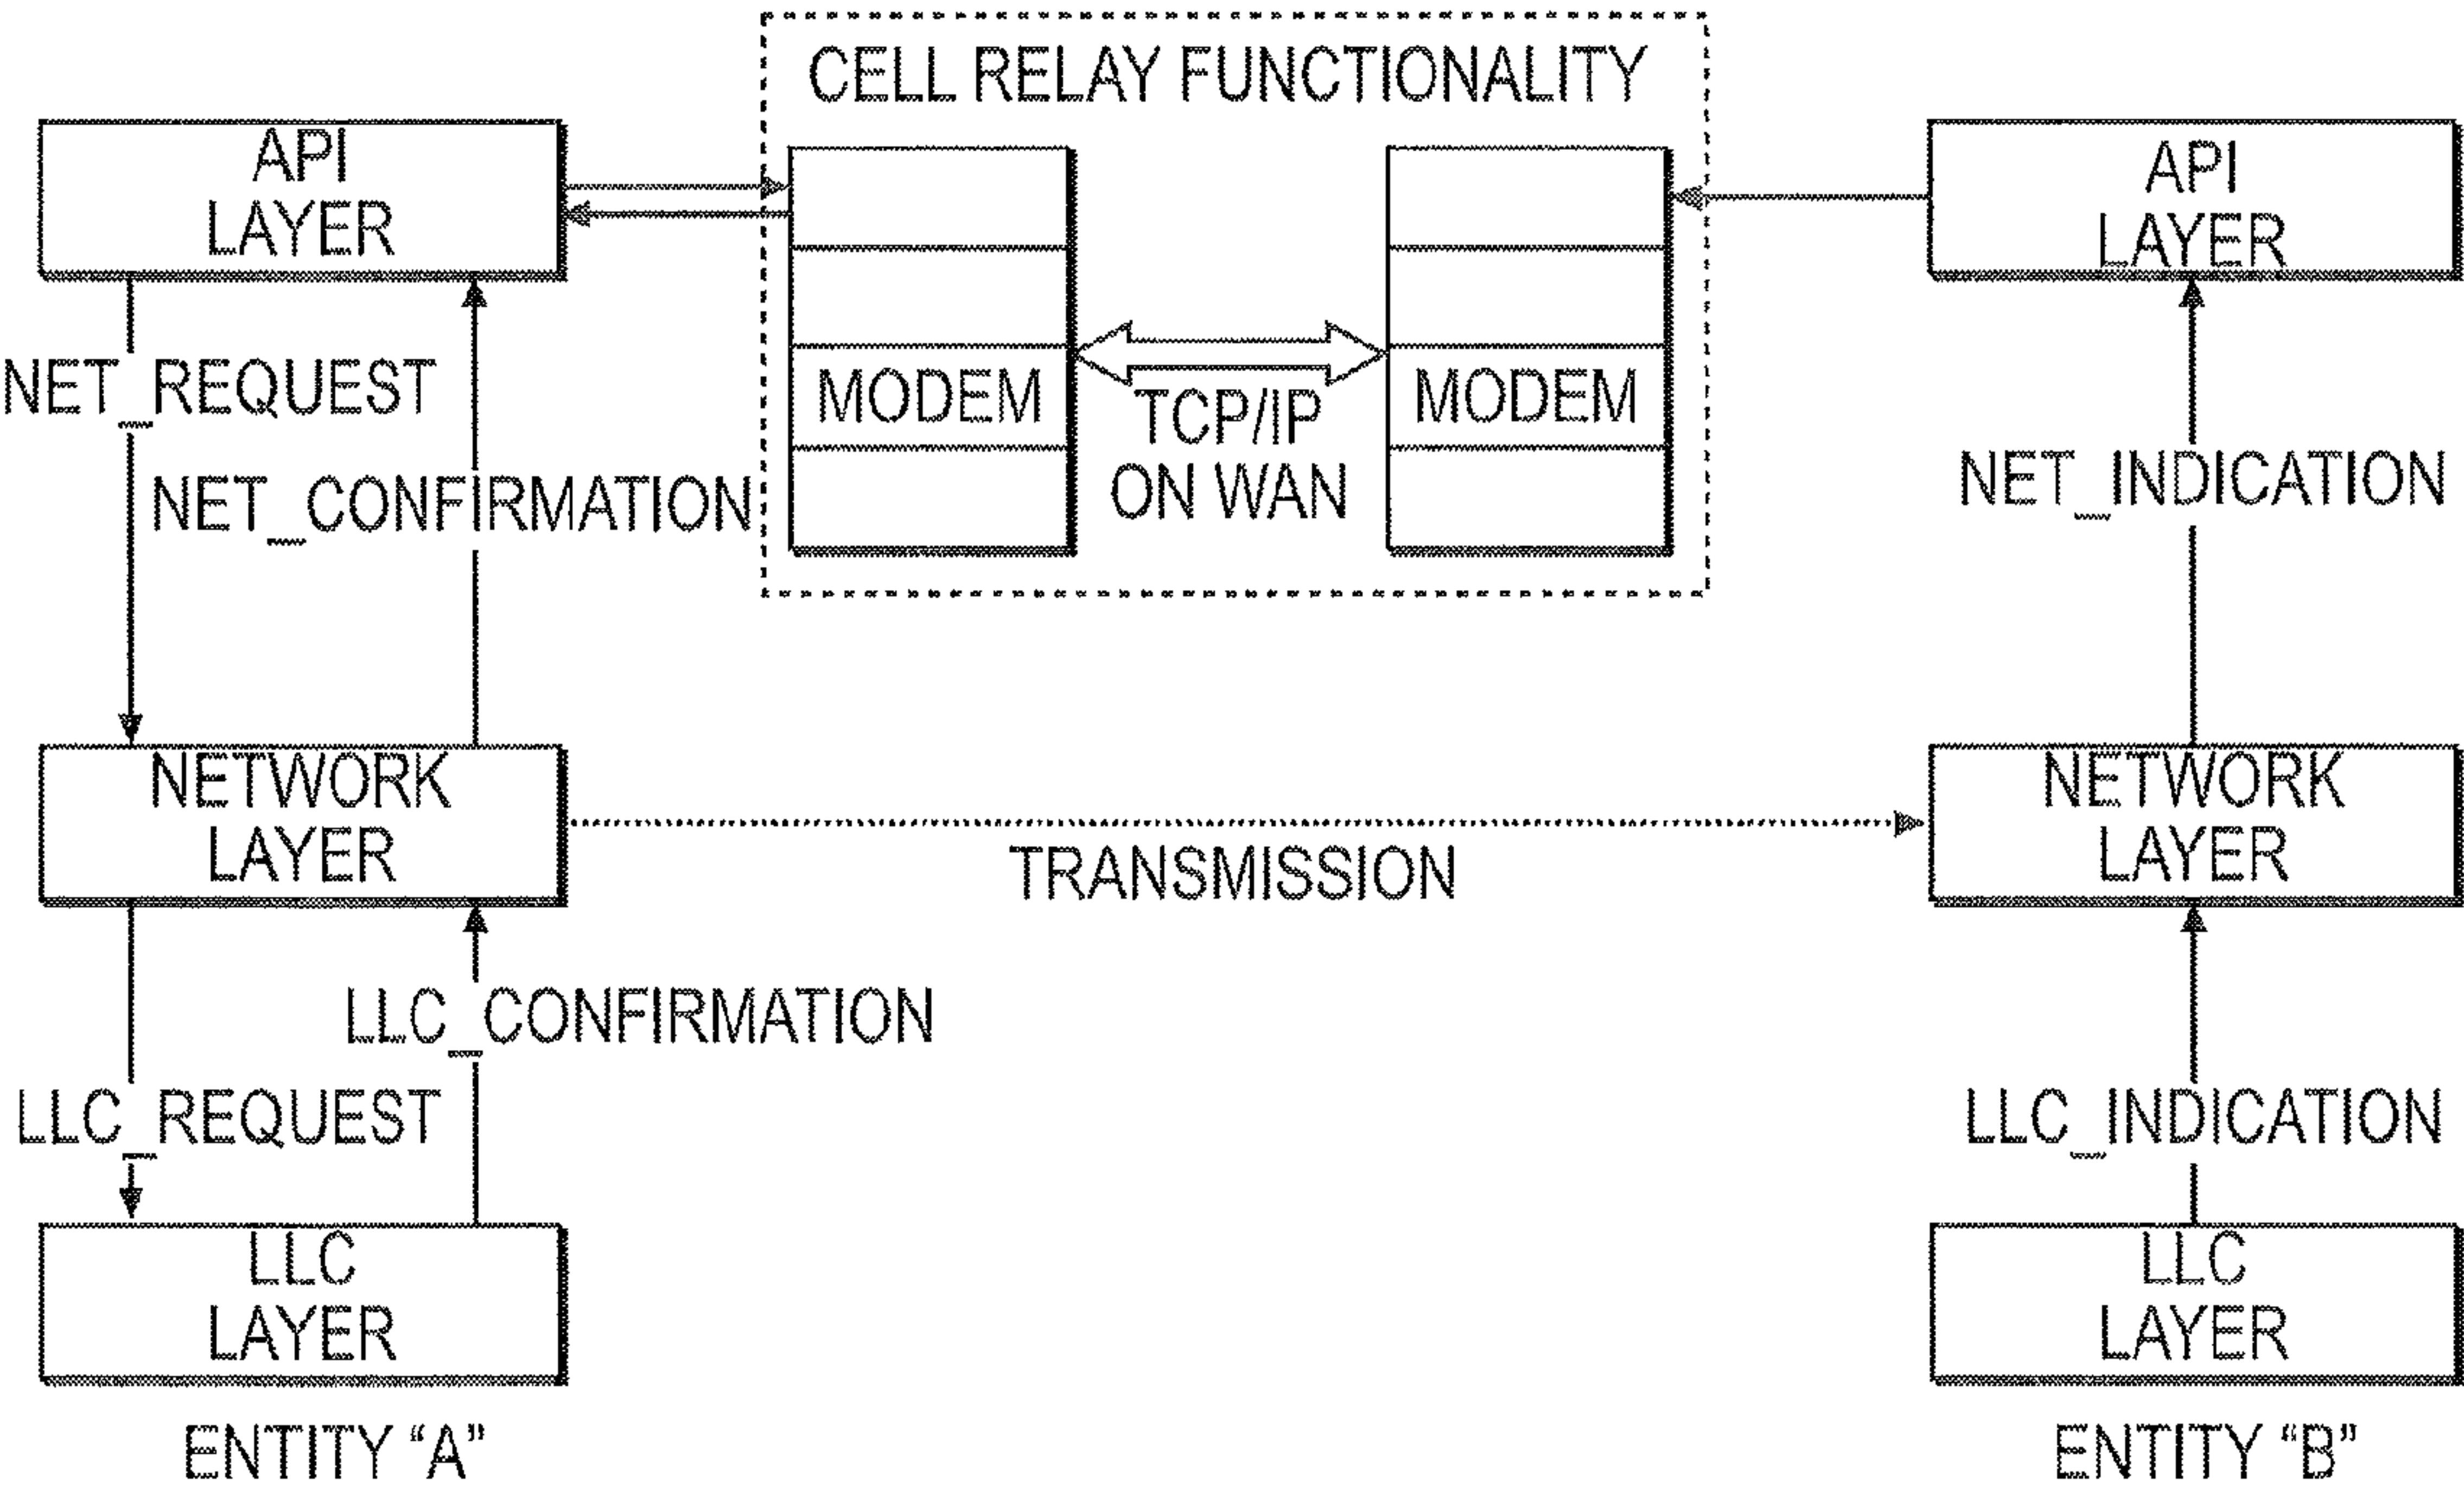 CELL RELAY FUNCTIONALITY
API
LAYER
API
LAYER
MODEM
MODEM
TCP/IP
ON WAN
NET_REQUEST
NET_CONFIRMATION
NET_INDICATION
NETWORK
LAYER
TRANSMISSION
NETWORK
LAYER
LLC_CONFIRMATION
LLC_REQUEST
LLC_INDICATION
LLC
LAYER
LLC
LAYER
ENTITY “A”
ENTITY “B”